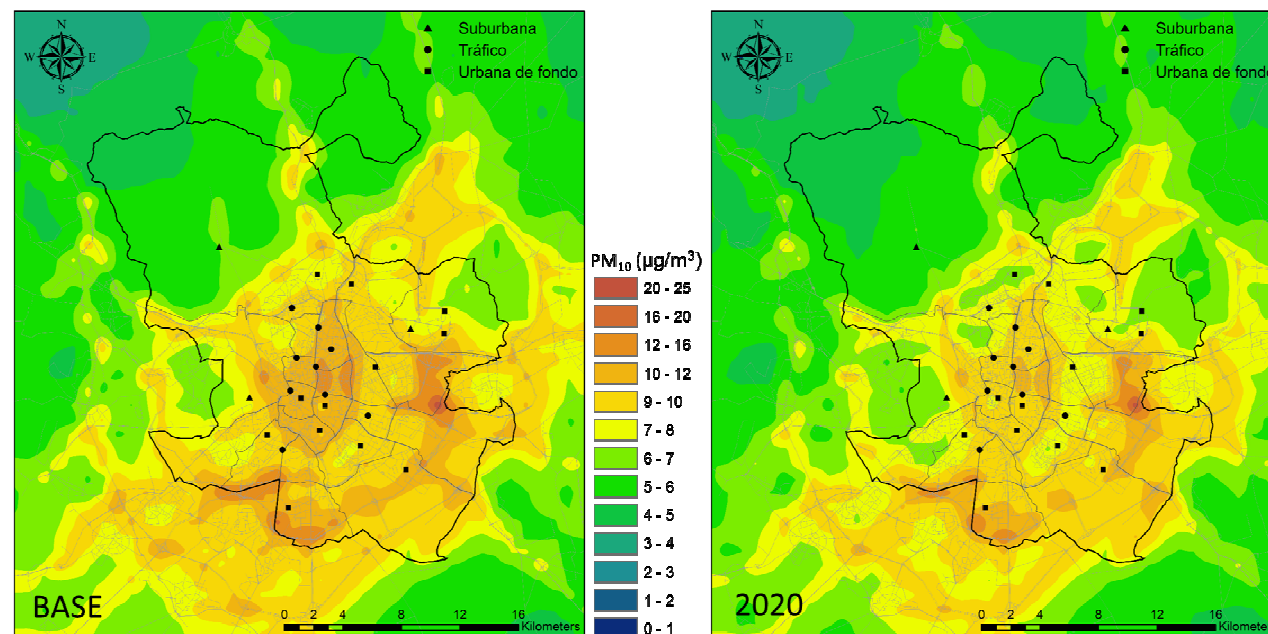 N
W E
S
Suburbana
Tráfico
Urbana de fondo
BASE
0 2 4 8 12 16
Kilometers
PM10 (µg/m³)
20 - 25
16 - 20
12 - 16
10 - 12
9 - 10
7 - 8
6 - 7
5 - 6
4 - 5
3 - 4
2 - 3
1 - 2
0 - 1
N
W E
S
Suburbana
Tráfico
Urbana de fondo
2020
0 2 4 8 12 16
Kilometers